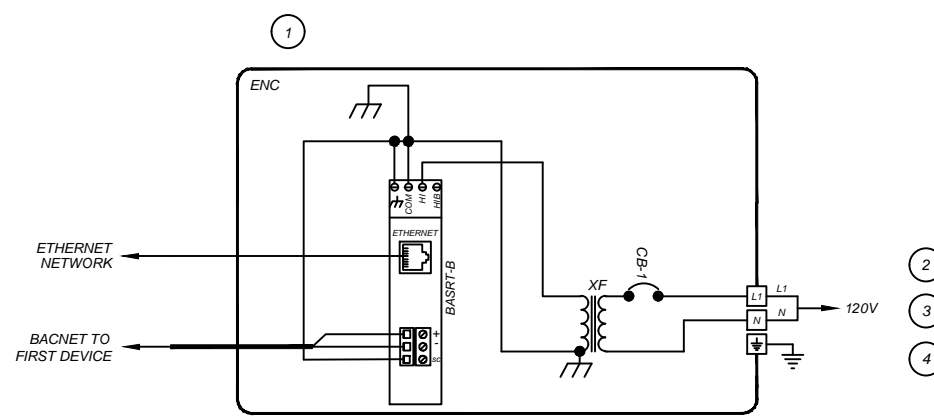 1
ENC
COM
HI
HIB
ETHERNET
BASRT-B
+
-
SC
ETHERNET
NETWORK
BACNET TO
FIRST DEVICE
XF
CB-1
L1
L1
N
N
120V
2
3
4